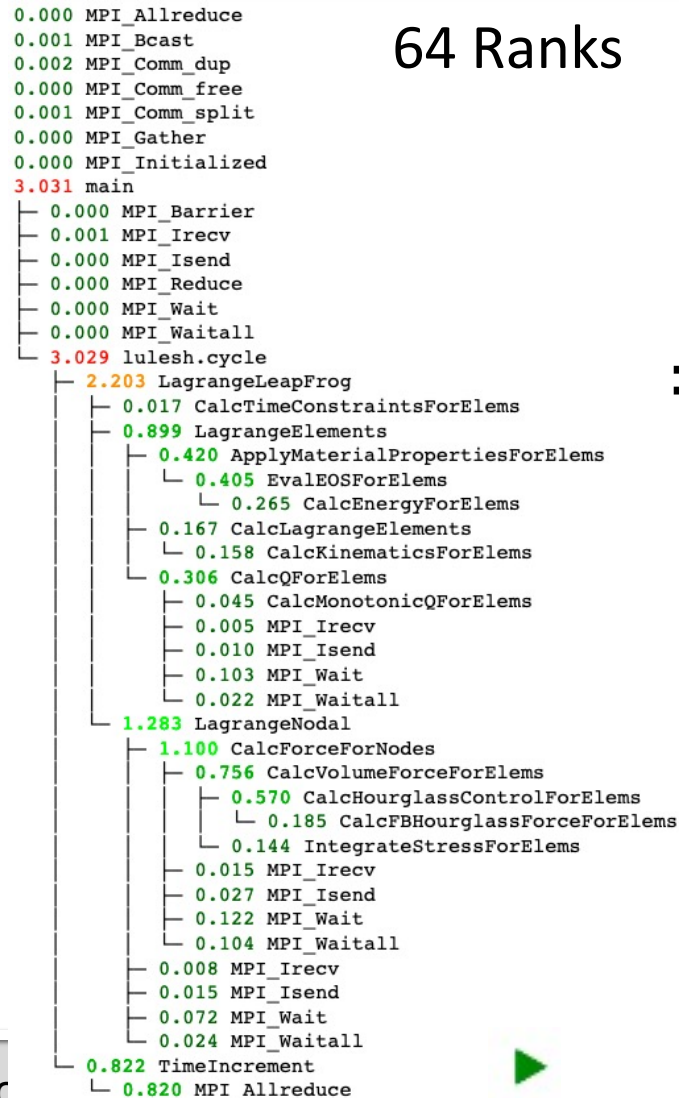 64 Ranks
0.000 MPI_Allreduce
0.001 MPI_Bcast
0.002 MPI_Comm_dup
0.000 MPI_Comm_free
0.001 MPI_Comm_split
0.000 MPI_Gather
0.000 MPI_Initialized
3.031 main
├─ 0.000 MPI_Barrier
├─ 0.001 MPI_Irecv
├─ 0.000 MPI_Isend
├─ 0.000 MPI_Reduce
├─ 0.000 MPI_Wait
├─ 0.000 MPI_Waitall
└─ 3.029 lulesh.cycle
   ├─ 2.203 LagrangeLeapFrog
   │  ├─ 0.017 CalcTimeConstraintsForElems
   │  ├─ 0.899 LagrangeElements
   │  │  ├─ 0.420 ApplyMaterialPropertiesForElems
   │  │  │  └─ 0.405 EvalEOSForElems
   │  │  │     └─ 0.265 CalcEnergyForElems
   │  │  ├─ 0.167 CalcLagrangeElements
   │  │  │  └─ 0.158 CalcKinematicsForElems
   │  │  └─ 0.306 CalcQForElems
   │  │     ├─ 0.045 CalcMonotonicQForElems
   │  │     ├─ 0.005 MPI_Irecv
   │  │     ├─ 0.010 MPI_Isend
   │  │     ├─ 0.103 MPI_Wait
   │  │     └─ 0.022 MPI_Waitall
   │  └─ 1.283 LagrangeNodal
   │     ├─ 1.100 CalcForceForNodes
   │     │  ├─ 0.756 CalcVolumeForceForElems
   │     │  │  ├─ 0.570 CalcHourglassControlForElems
   │     │  │  │  └─ 0.185 CalcFBHourglassForceForElems
   │     │  │  └─ 0.144 IntegrateStressForElems
   │     │  ├─ 0.015 MPI_Irecv
   │     │  ├─ 0.027 MPI_Isend
   │     │  ├─ 0.122 MPI_Wait
   │     │  └─ 0.104 MPI_Waitall
   │     ├─ 0.008 MPI_Irecv
   │     ├─ 0.015 MPI_Isend
   │     ├─ 0.072 MPI_Wait
   │     └─ 0.024 MPI_Waitall
   └─ 0.822 TimeIncrement
      └─ 0.820 MPI_Allreduce